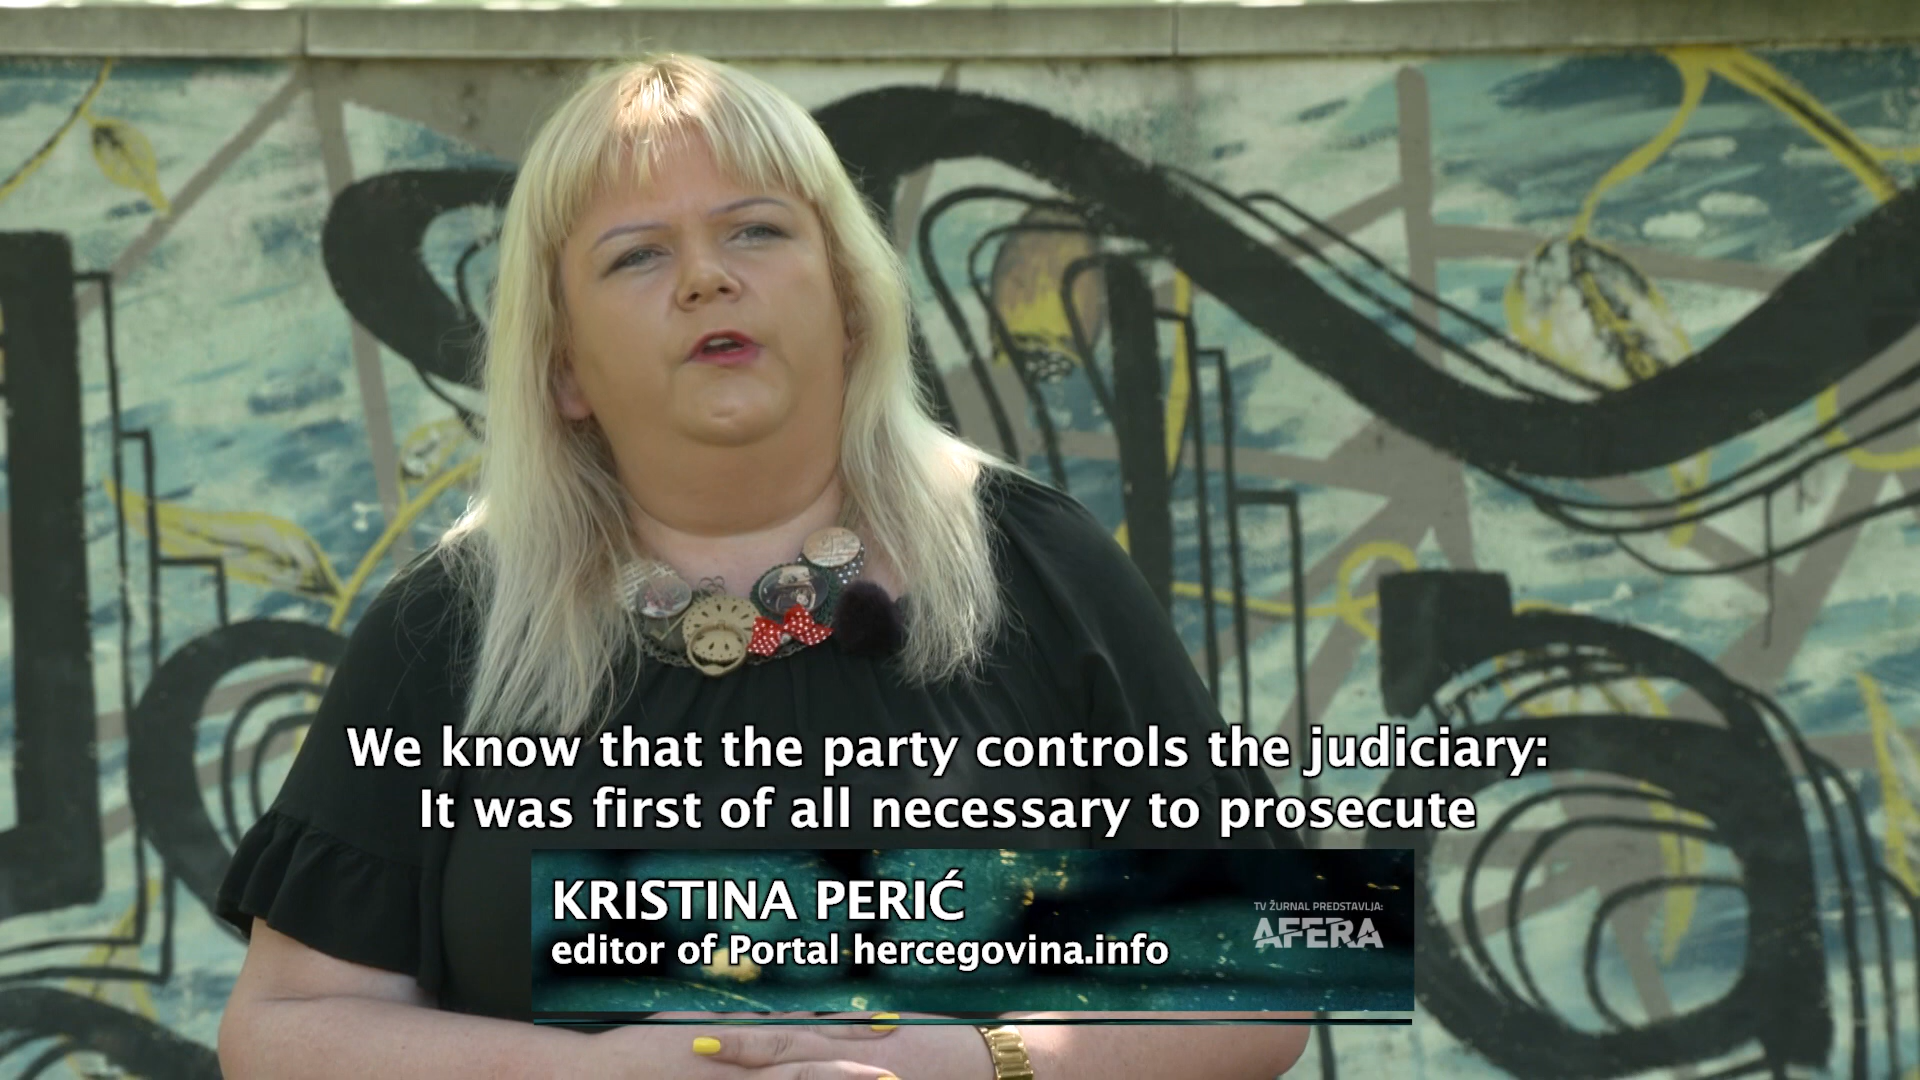 We know that the party controls the judiciary:
It was first of all necessary to prosecute
KRISTINA PERIĆ
editor of Portal hercegovina.info
TV ŽURNAL PREDSTAVLJA:
AFERA